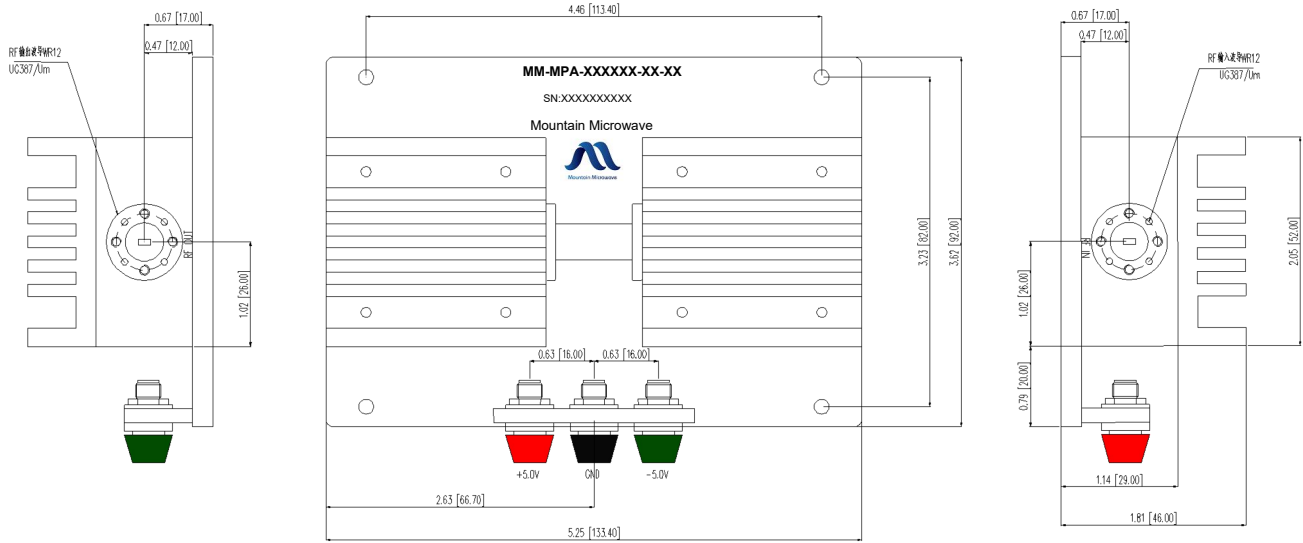 0.67 [17.00]
0.47 [12.00]
RF输出波导WR12
UG387/Um
RF OUT
1.02 [26.00]
4.46 [113.40]
MM-MPA-XXXXXX-XX-XX
SN:XXXXXXXXXX
Mountain Microwave
Mountain Microwave
3.23 [82.00]
3.62 [92.00]
0.63 [16.00]
0.63 [16.00]
+5.0V
GND
-5.0V
2.63 [66.70]
5.25 [133.40]
0.67 [17.00]
0.47 [12.00]
RF输入波导WR12
UG387/Um
RF IN
1.02 [26.00]
0.79 [20.00]
2.05 [52.00]
1.14 [29.00]
1.81 [46.00]